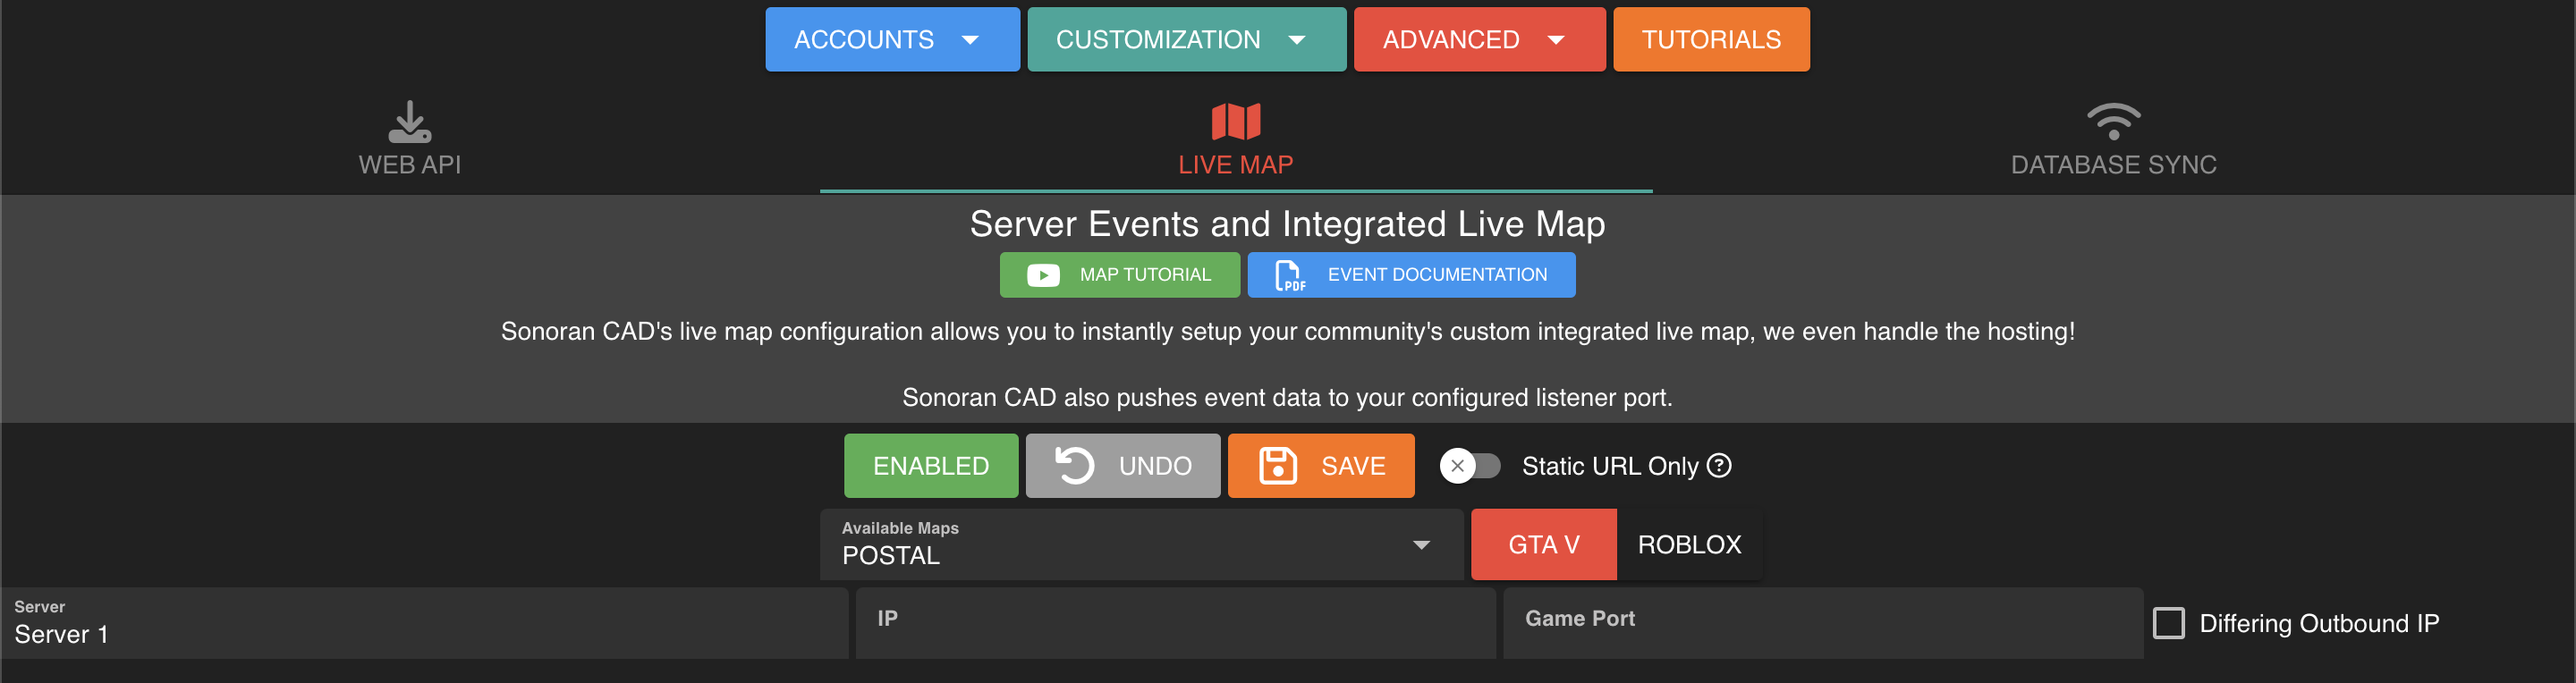 ACCOUNTS CUSTOMIZATION ADVANCED TUTORIALS
WEB API LIVE MAP DATABASE SYNC
Server Events and Integrated Live Map
MAP TUTORIAL PDF EVENT DOCUMENTATION
Sonoran CAD's live map configuration allows you to instantly setup your community's custom integrated live map, we even handle the hosting!
Sonoran CAD also pushes event data to your configured listener port.
ENABLED UNDO SAVE Static URL Only ?
Available Maps
POSTAL GTA V ROBLOX
Server
Server 1 IP Game Port Differing Outbound IP